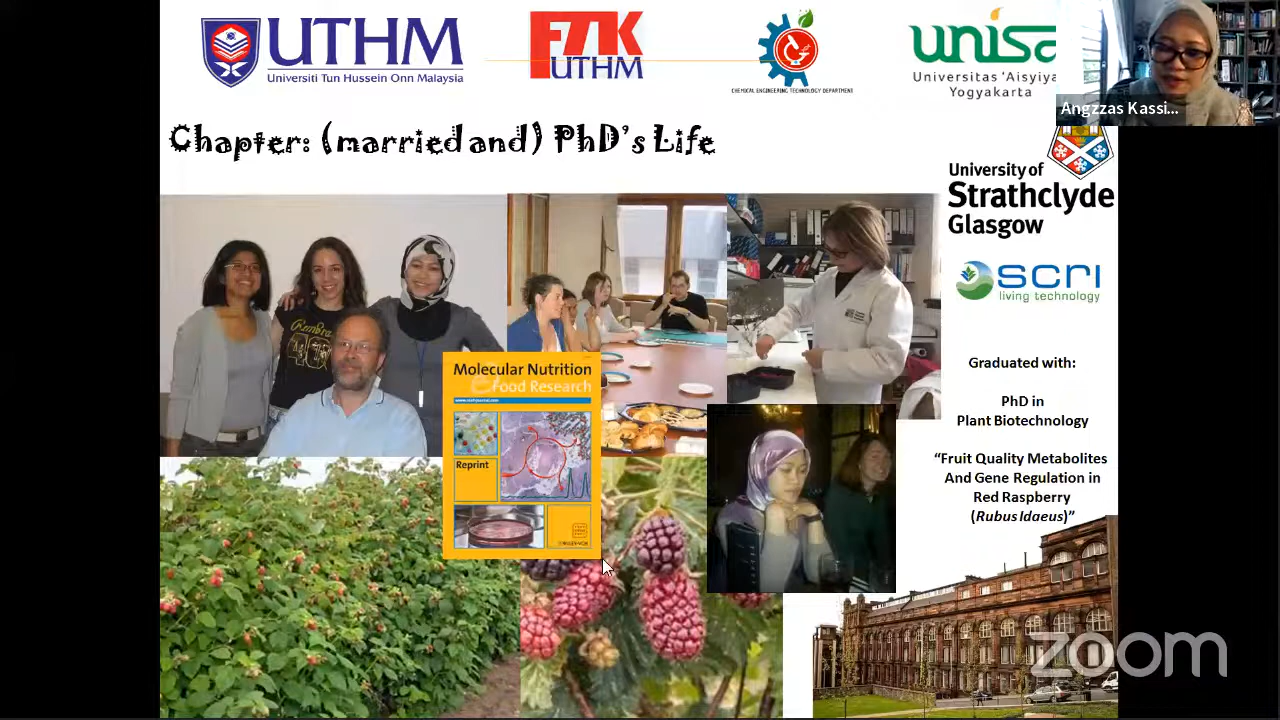 UTHM
Universiti Tun Hussein Onn Malaysia
FTK
UTHM
CHEMICAL ENGINEERING TECHNOLOGY DEPARTMENT
unisa
Universitas 'Aisyiya
Yogyakarta
Angzzas Kassi...
Chapter: (married and) PhD's Life
University of
Strathclyde
Glasgow
SCRI
living technology
Graduated with:
PhD in
Plant Biotechnology
“Fruit Quality Metabolites
And Gene Regulation in
Red Raspberry
(Rubus Idaeus)”
Molecular Nutrition
Food Research
Reprint
zoom